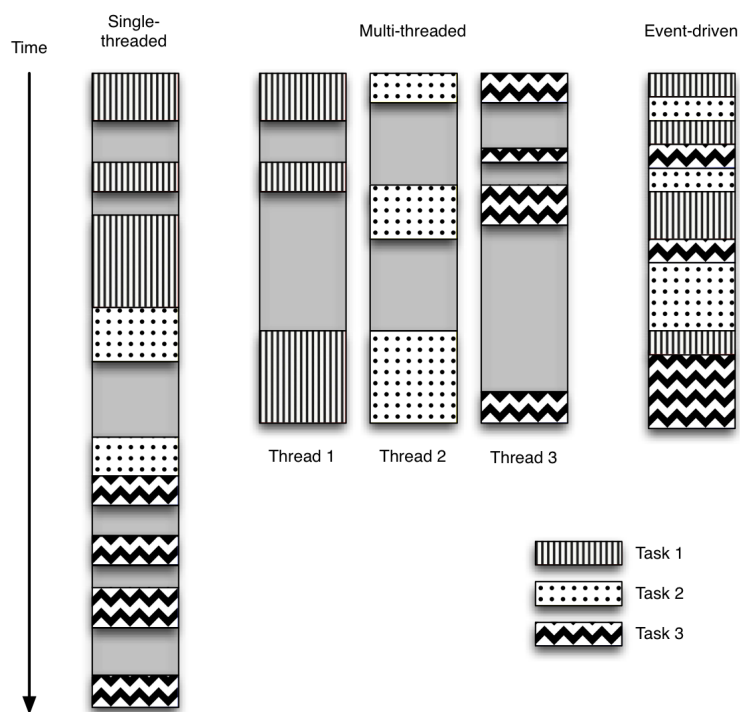 Single-
threaded
Multi-threaded
Event-driven
Time
Thread 1
Thread 2
Thread 3
Task 1
Task 2
Task 3